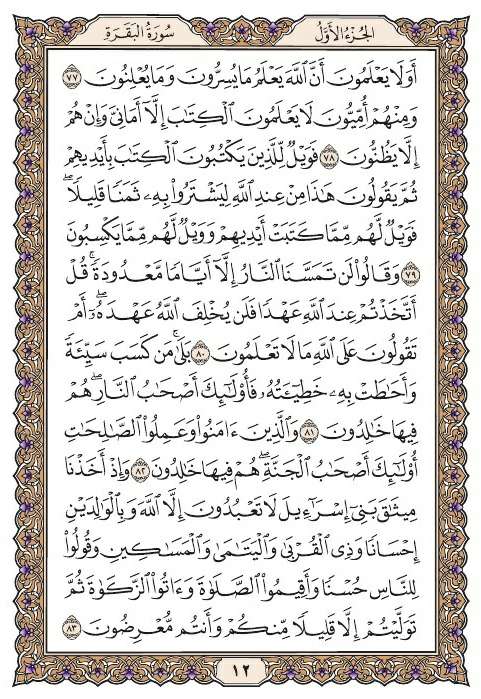 الجزء الأول
سورة البقرة
أَوَلَا يَعْلَمُونَ أَنَّ ٱللَّهَ يَعْلَمُ مَا يُسِرُّونَ وَمَا يُعْلِنُونَ ٧٧
وَمِنْهُمْ أُمِّيُّونَ لَا يَعْلَمُونَ ٱلْكِتَٰبَ إِلَّآ أَمَانِيَّ وَإِنْ هُمْ
إِلَّا يَظُنُّونَ ٧٨ فَوَيْلٌ لِّلَّذِينَ يَكْتُبُونَ ٱلْكِتَٰبَ بِأَيْدِيهِمْ
ثُمَّ يَقُولُونَ هَٰذَا مِنْ عِندِ ٱللَّهِ لِيَشْتَرُوا۟ بِهِۦ ثَمَنًا قَلِيلًا ۖ
فَوَيْلٌ لَّهُم مِّمَّا كَتَبَتْ أَيْدِيهِمْ وَوَيْلٌ لَّهُم مِّمَّا يَكْسِبُونَ
٧٩ وَقَالُوا۟ لَن تَمَسَّنَا ٱلنَّارُ إِلَّآ أَيَّامًا مَّعْدُودَةً ۚ قُلْ
أَتَّخَذْتُمْ عِندَ ٱللَّهِ عَهْدًا فَلَن يُخْلِفَ ٱللَّهُ عَهْدَهُۥٓ ۖ أَمْ
تَقُولُونَ عَلَى ٱللَّهِ مَا لَا تَعْلَمُونَ ٨٠ بَلَىٰ ۚ مَن كَسَبَ سَيِّئَةً
وَأَحَٰطَتْ بِهِۦ خَطِيٓـَٔتُهُۥ فَأُو۟لَٰٓئِكَ أَصْحَٰبُ ٱلنَّارِ ۖ هُمْ
فِيهَا خَٰلِدُونَ ٨١ وَٱلَّذِينَ ءَامَنُوا۟ وَعَمِلُوا۟ ٱلصَّٰلِحَٰتِ
أُو۟لَٰٓئِكَ أَصْحَٰبُ ٱلْجَنَّةِ ۖ هُمْ فِيهَا خَٰلِدُونَ ٨٢ وَإِذْ أَخَذْنَا
مِيثَٰقَ بَنِىٓ إِسْرَٰٓءِيلَ لَا تَعْبُدُونَ إِلَّا ٱللَّهَ وَبِٱلْوَٰلِدَيْنِ
إِحْسَانًا وَذِى ٱلْقُرْبَىٰ وَٱلْيَتَٰمَىٰ وَٱلْمَسَٰكِينِ وَقُولُوا۟
لِلنَّاسِ حُسْنًا وَأَقِيمُوا۟ ٱلصَّلَوٰةَ وَءَاتُوا۟ ٱلزَّكَوٰةَ ثُمَّ
تَوَلَّيْتُمْ إِلَّا قَلِيلًا مِّنكُمْ وَأَنتُم مُّعْرِضُونَ ٨٣
١٢